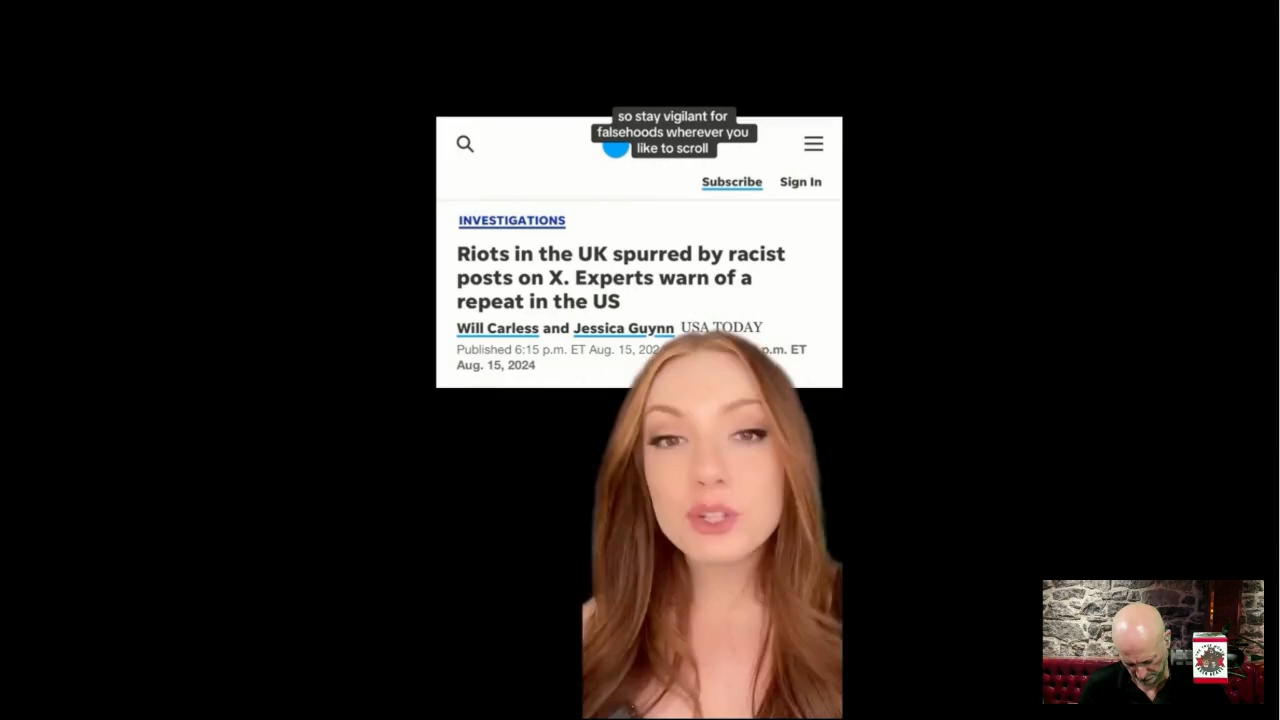 so stay vigilant for
falsehoods wherever you
like to scroll
Subscribe Sign In
INVESTIGATIONS
Riots in the UK spurred by racist
posts on X. Experts warn of a
repeat in the US
Will Carless and Jessica Guynn USA TODAY
Published 6:15 p.m. ET Aug. 15, 202 p.m. ET
Aug. 15, 2024